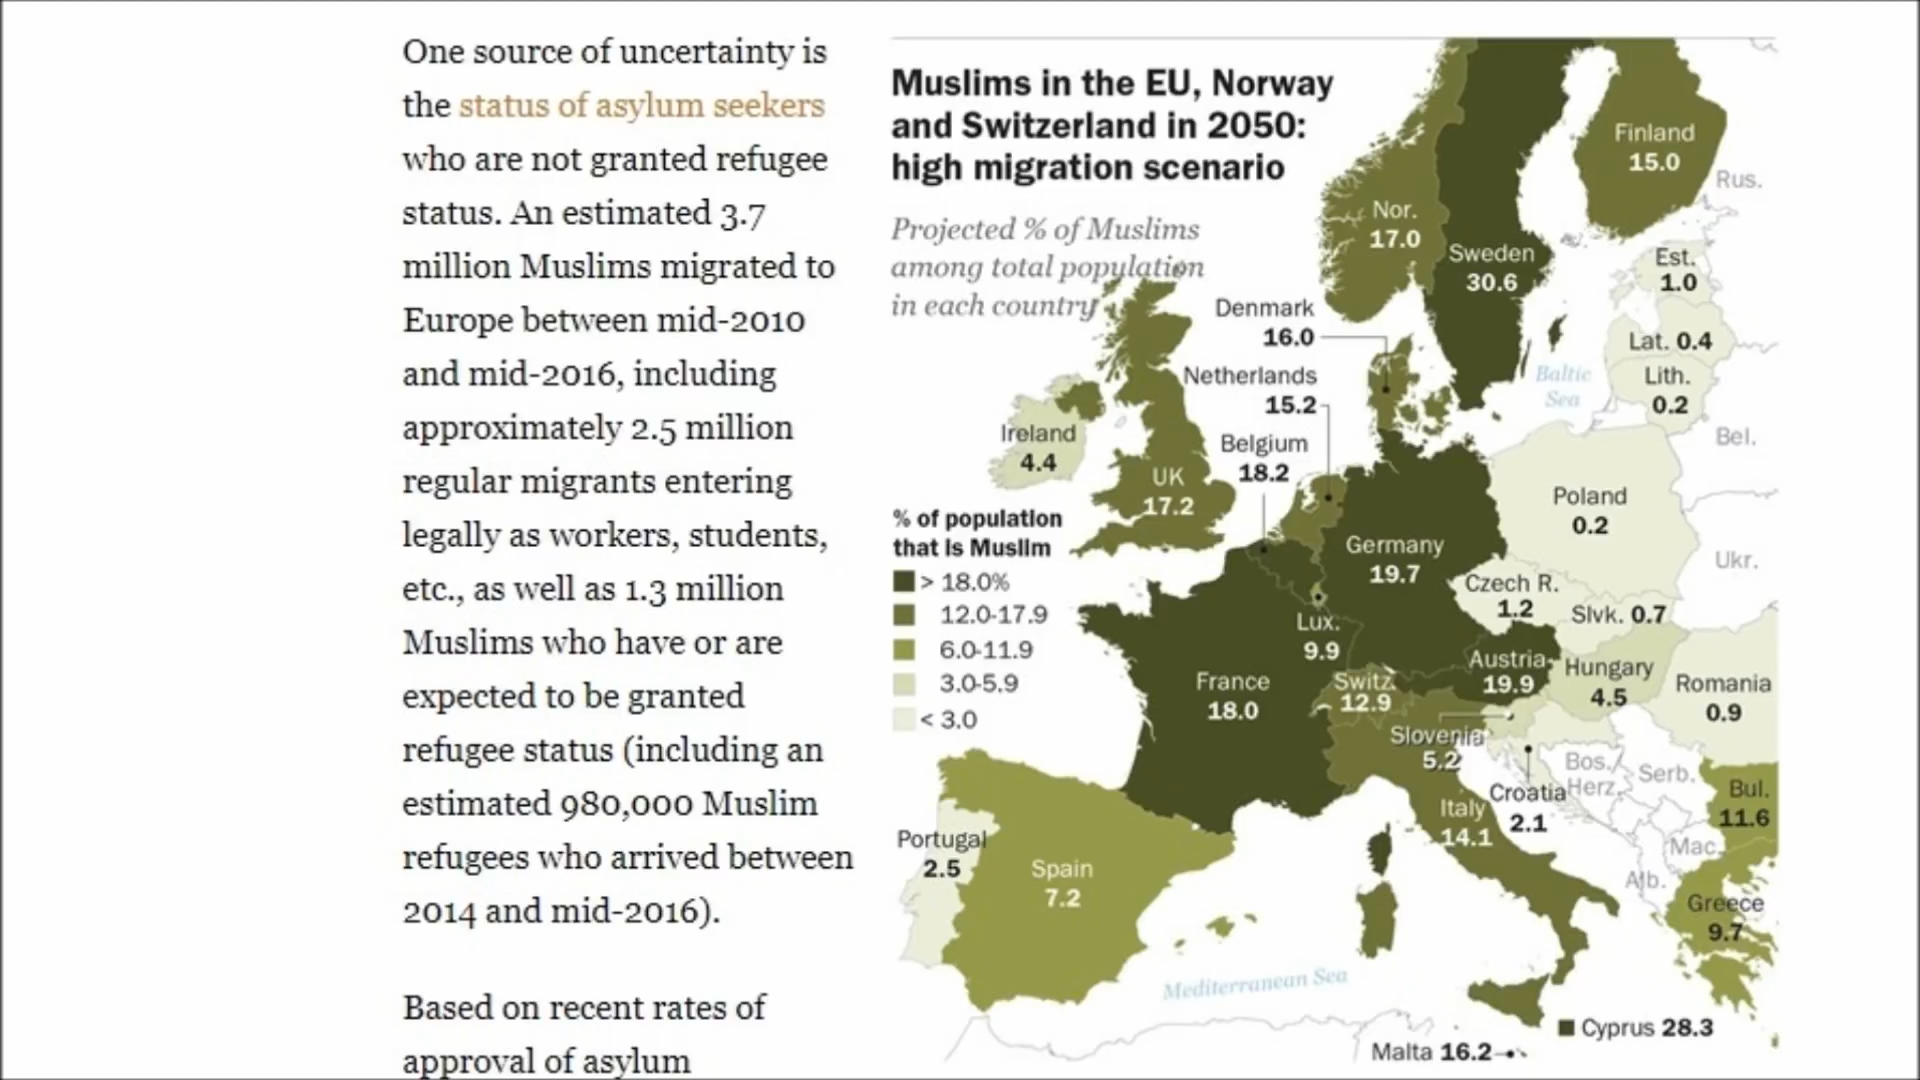 One source of uncertainty is
the status of asylum seekers
who are not granted refugee
status. An estimated 3.7
million Muslims migrated to
Europe between mid-2010
and mid-2016, including
approximately 2.5 million
regular migrants entering
legally as workers, students,
etc., as well as 1.3 million
Muslims who have or are
expected to be granted
refugee status (including an
estimated 980,000 Muslim
refugees who arrived between
2014 and mid-2016).
Based on recent rates of
approval of asylum
Muslims in the EU, Norway
and Switzerland in 2050:
high migration scenario
Projected % of Muslims
among total population
in each country
% of population
that is Muslim
> 18.0%
12.0-17.9
6.0-11.9
3.0-5.9
< 3.0
Finland
15.0
Rus.
Nor.
17.0
Sweden
30.6
Est.
1.0
Denmark
16.0
Lat. 0.4
Baltic
Sea
Lith.
0.2
Netherlands
15.2
Ireland
4.4
Belgium
18.2
Bel.
UK
17.2
Poland
0.2
Germany
19.7
Ukr.
Czech R.
1.2
Slvk. 0.7
Lux.
9.9
Austria
19.9
Hungary
4.5
France
18.0
Switz.
12.9
Romania
0.9
Slovenia
5.2
Bos./
Herz.
Serb.
Croatia
2.1
Bul.
11.6
Italy
14.1
Portugal
2.5
Spain
7.2
Mac.
Alb.
Greece
9.7
Mediterranean Sea
Cyprus 28.3
Malta 16.2